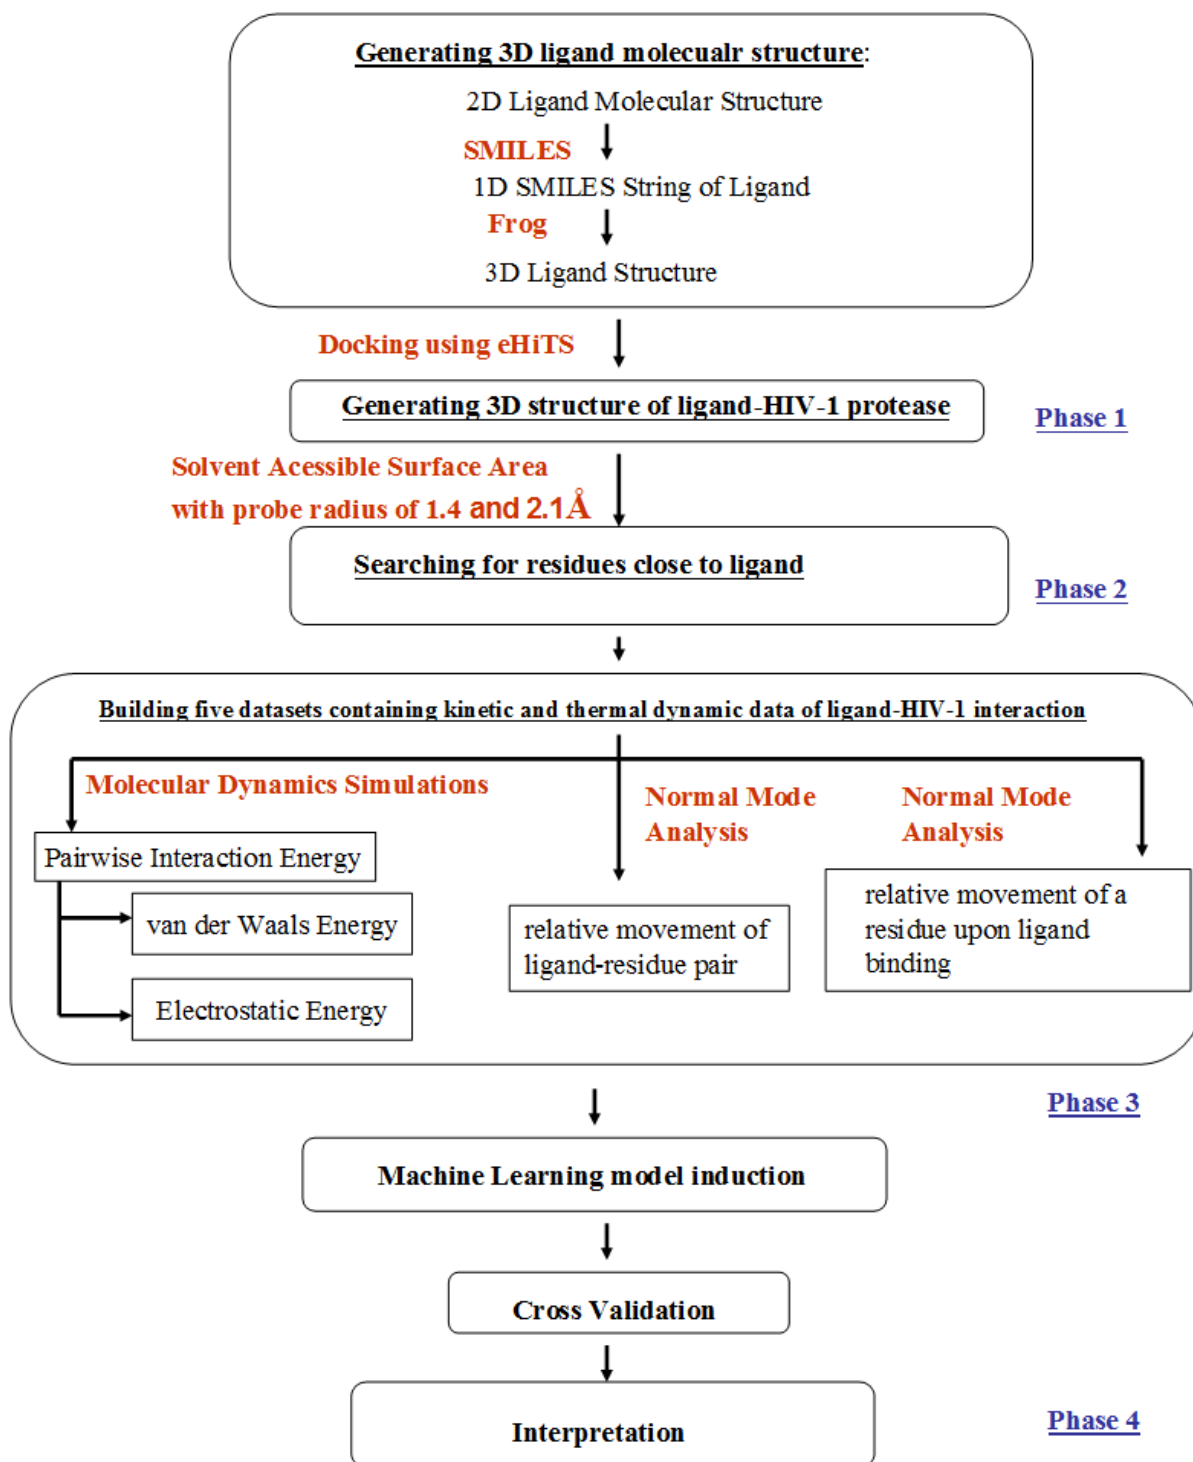 Generating 3D ligand molecualr structure:
2D Ligand Molecular Structure
SMILES
1D SMILES String of Ligand
Frog
3D Ligand Structure
Docking using eHiTS
Generating 3D structure of ligand-HIV-1 protease
Phase 1
Solvent Acessible Surface Area
with probe radius of 1.4 and 2.1Å
Searching for residues close to ligand
Phase 2
Building five datasets containing kinetic and thermal dynamic data of ligand-HIV-1 interaction
Molecular Dynamics Simulations
Normal Mode
Analysis
Normal Mode
Analysis
Pairwise Interaction Energy
van der Waals Energy
Electrostatic Energy
relative movement of
ligand-residue pair
relative movement of a
residue upon ligand
binding
Phase 3
Machine Learning model induction
Cross Validation
Interpretation
Phase 4